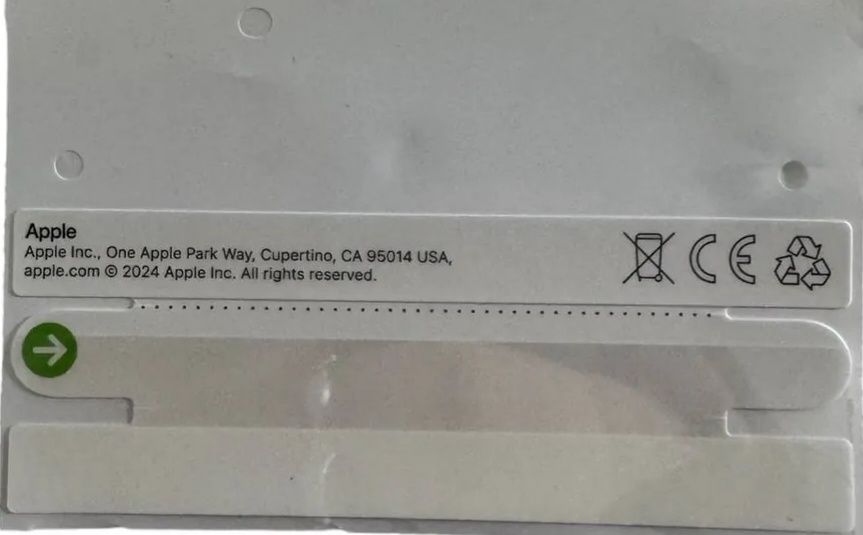 Apple
Apple Inc., One Apple Park Way, Cupertino, CA 95014 USA,
apple.com © 2024 Apple Inc. All rights reserved.
CE